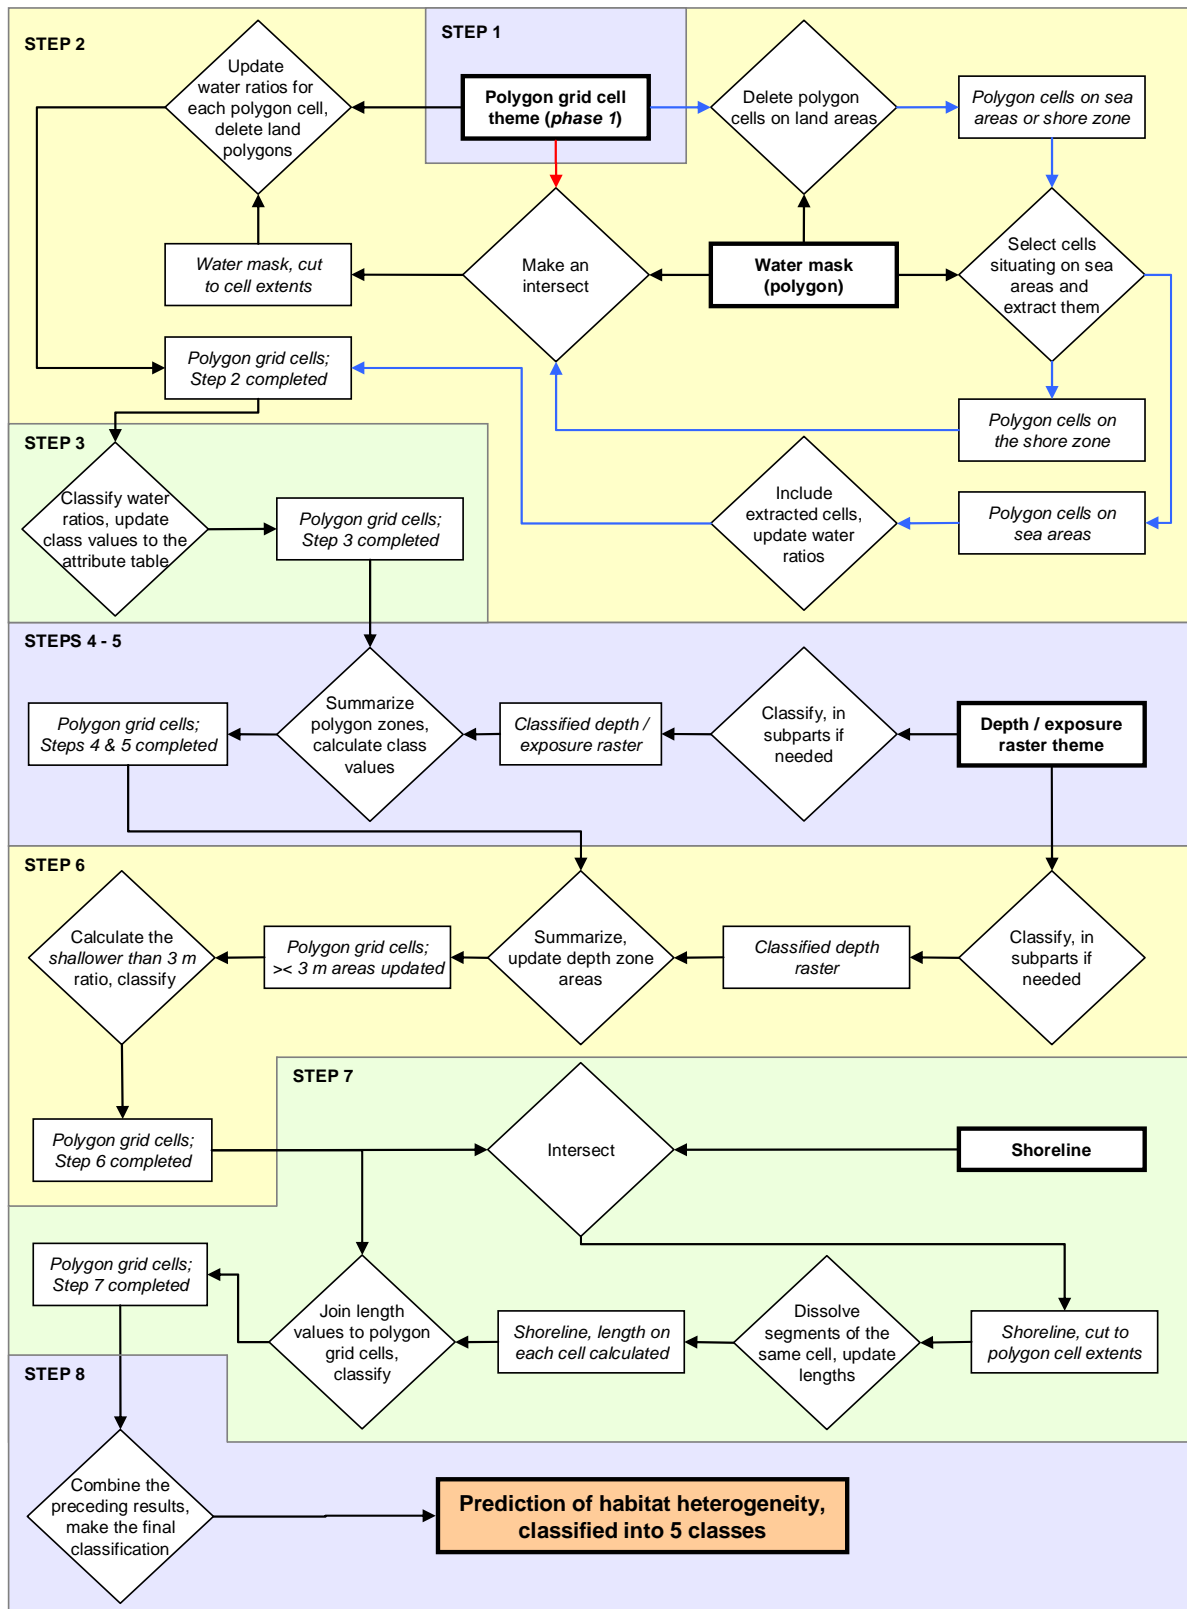 STEP 2
STEP 1
Update
water ratios for
each polygon cell,
delete land
polygons
Polygon grid cell
theme (phase 1)
Delete polygon
cells on land areas
Polygon cells on sea
areas or shore zone
Water mask, cut
to cell extents
Make an
intersect
Water mask
(polygon)
Select cells
situating on sea
areas and
extract them
Polygon grid cells;
Step 2 completed
Polygon cells on
the shore zone
STEP 3
Classify water
ratios, update
class values to the
attribute table
Polygon grid cells;
Step 3 completed
Include
extracted cells,
update water
ratios
Polygon cells on
sea areas
STEPS 4 - 5
Polygon grid cells;
Steps 4 & 5 completed
Summarize
polygon zones,
calculate class
values
Classified depth /
exposure raster
Classify, in
subparts if
needed
Depth / exposure
raster theme
STEP 6
Calculate the
shallower than 3 m
ratio, classify
Polygon grid cells;
>< 3 m areas updated
Summarize,
update depth zone
areas
Classified depth
raster
Classify, in
subparts if
needed
STEP 7
Polygon grid cells;
Step 6 completed
Intersect
Shoreline
Polygon grid cells;
Step 7 completed
Join length
values to polygon
grid cells,
classify
Shoreline, length on
each cell calculated
Dissolve
segments of the
same cell, update
lengths
Shoreline, cut to
polygon cell extents
STEP 8
Combine the
preceding results,
make the final
classification
Prediction of habitat heterogeneity,
classified into 5 classes